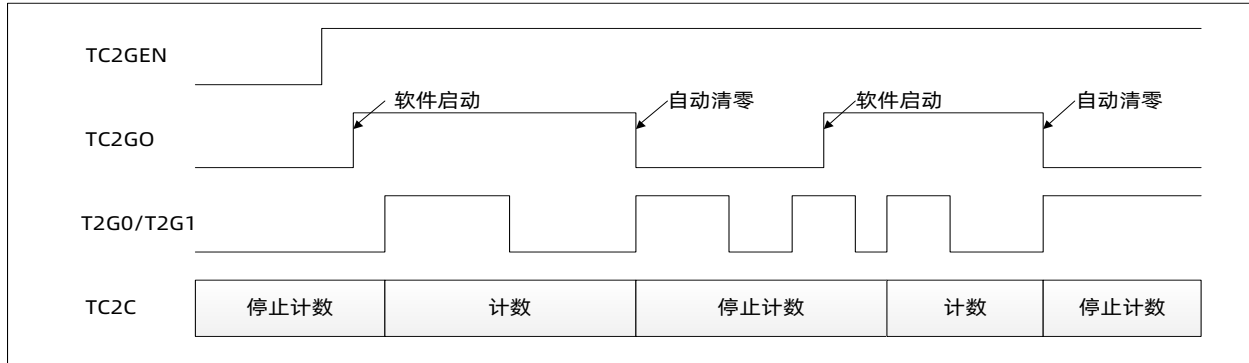 TC2GEN
软件启动 自动清零 软件启动 自动清零
TC2GO
T2G0/T2G1
TC2C 停止计数 计数 停止计数 计数 停止计数